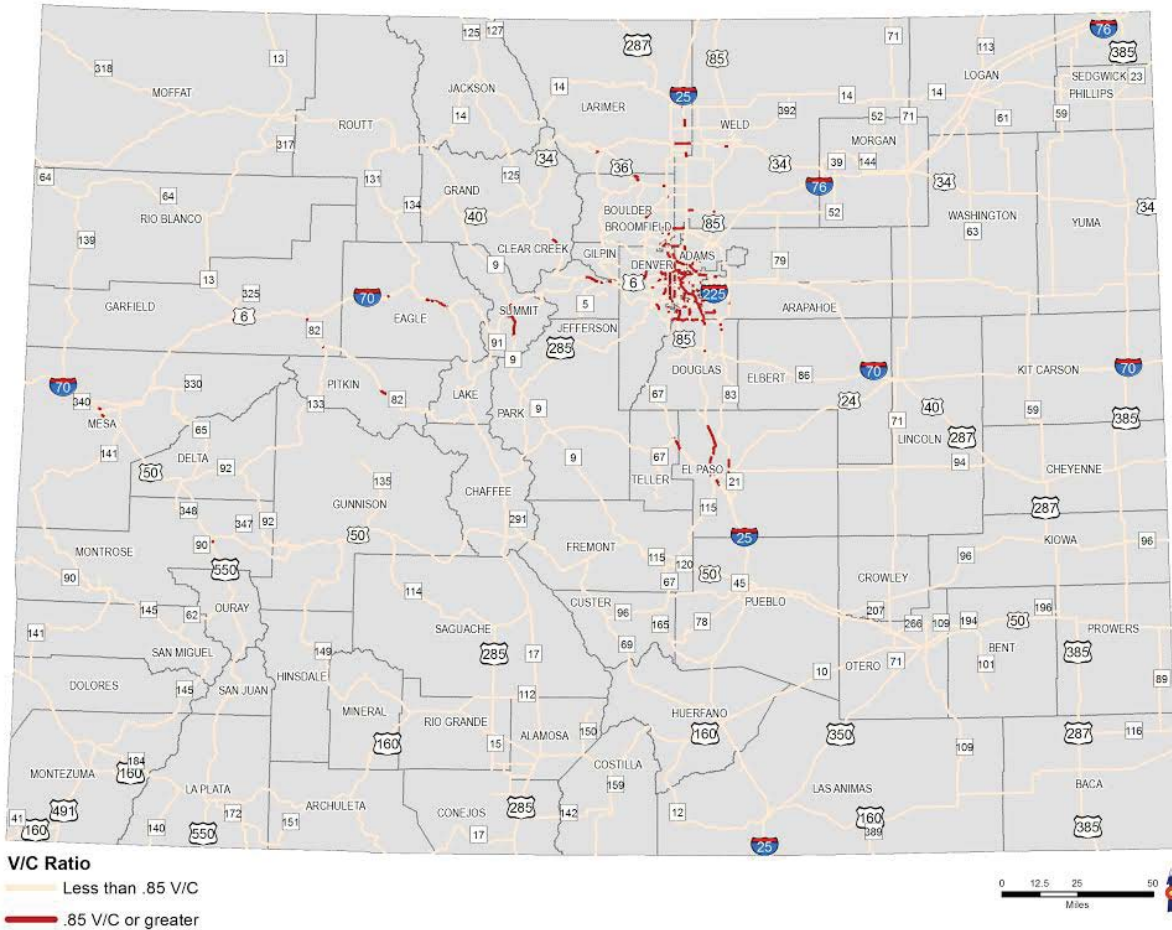 125
127
287
85
71
113
76
385
318
13
MOFFAT
JACKSON
14
LARIMER
25
WELD
392
14
14
LOGAN
SEDGWICK
23
PHILLIPS
ROUTT
14
52
71
61
59
MORGAN
317
34
36
34
39
144
64
131
GRAND
125
76
34
YUMA
64
RIO BLANCO
134
40
BOULDER
BROOMFIELD
85
52
WASHINGTON
63
34
139
CLEAR CREEK
GILPIN
ADAMS
79
13
9
DENVER
6
GARFIELD
325
6
70
EAGLE
SUMMIT
5
225
ARAPAHOE
82
JEFFERSON
91
9
285
85
DOUGLAS
ELBERT
86
70
KIT CARSON
70
70
340
330
PITKIN
133
82
LAKE
PARK
9
67
83
24
71
40
59
385
MESA
65
LINCOLN
287
141
DELTA
92
50
9
67
TELLER
EL PASO
21
94
CHEYENNE
135
GUNNISON
CHAFFEE
348
347
92
291
115
287
90
50
25
KIOWA
96
MONTROSE
550
FREMONT
115
120
96
90
114
67
50
45
CROWLEY
145
62
OURAY
CUSTER
96
PUEBLO
207
266
109
194
50
196
PROWERS
141
SAGUACHE
165
78
SAN MIGUEL
149
285
17
69
10
OTERO
71
101
BENT
385
DOLORES
145
SAN JUAN
HINSDALE
89
MINERAL
112
RIO GRANDE
HUERFANO
15
ALAMOSA
150
160
350
287
116
160
MONTEZUMA
184
160
COSTILLA
109
LA PLATA
159
LAS ANIMAS
BACA
491
ARCHULETA
CONEJOS
285
142
12
160
41
160
140
550
172
151
17
389
385
25
V/C Ratio
Less than .85 V/C
.85 V/C or greater
0 12.5 25 50
Miles